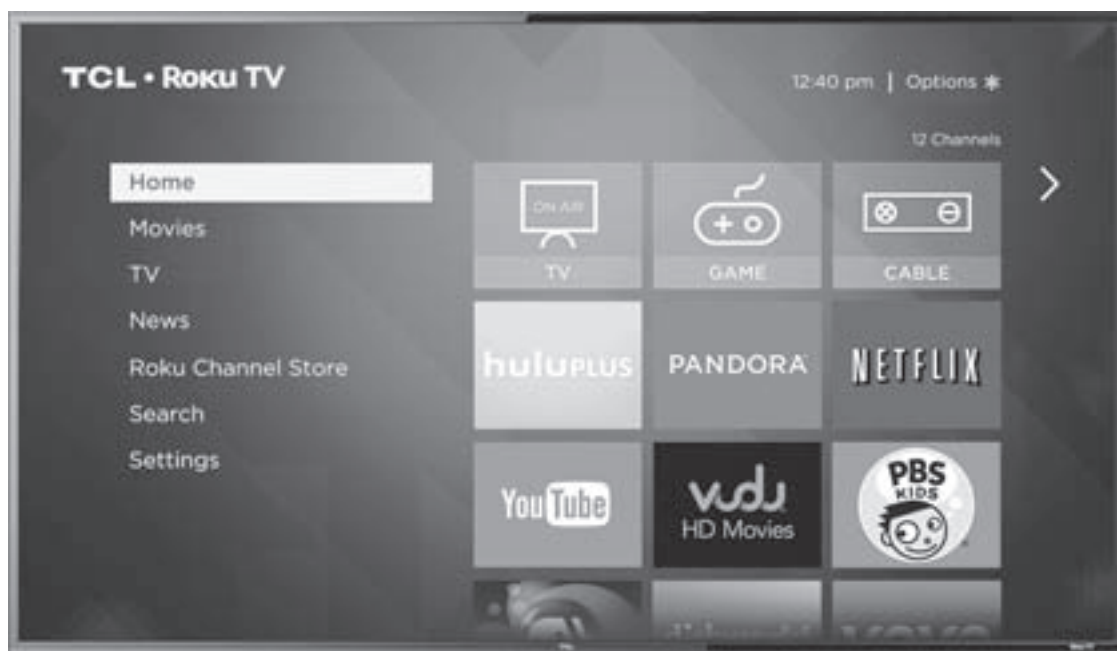 TCL • Roku TV
12:40 pm | Options *
12 Channels
Home
Movies
TV
News
Roku Channel Store
Search
Settings
ON AIR
TV
GAME
CABLE
huluPLUS
PANDORA
NETFLIX
YouTube
vudu
HD Movies
PBS
KIDS